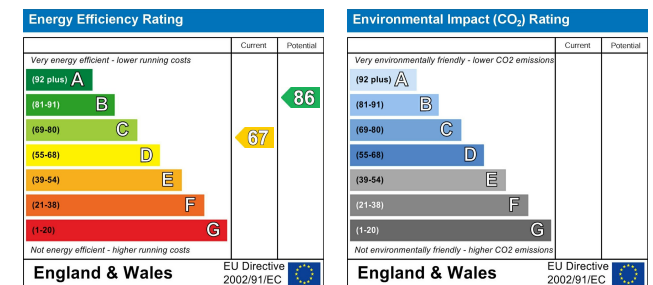 Energy Efficiency Rating
Current Potential
Very energy efficient - lower running costs
(92 plus) A
(81-91) B
86
(69-80) C
67
(55-68) D
(39-54) E
(21-38) F
(1-20) G
Not energy efficient - higher running costs
England & Wales
EU Directive
2002/91/EC
Environmental Impact (CO2) Rating
Current Potential
Very environmentally friendly - lower CO2 emissions
(92 plus) A
(81-91) B
(69-80) C
(55-68) D
(39-54) E
(21-38) F
(1-20) G
Not environmentally friendly - higher CO2 emissions
England & Wales
EU Directive
2002/91/EC